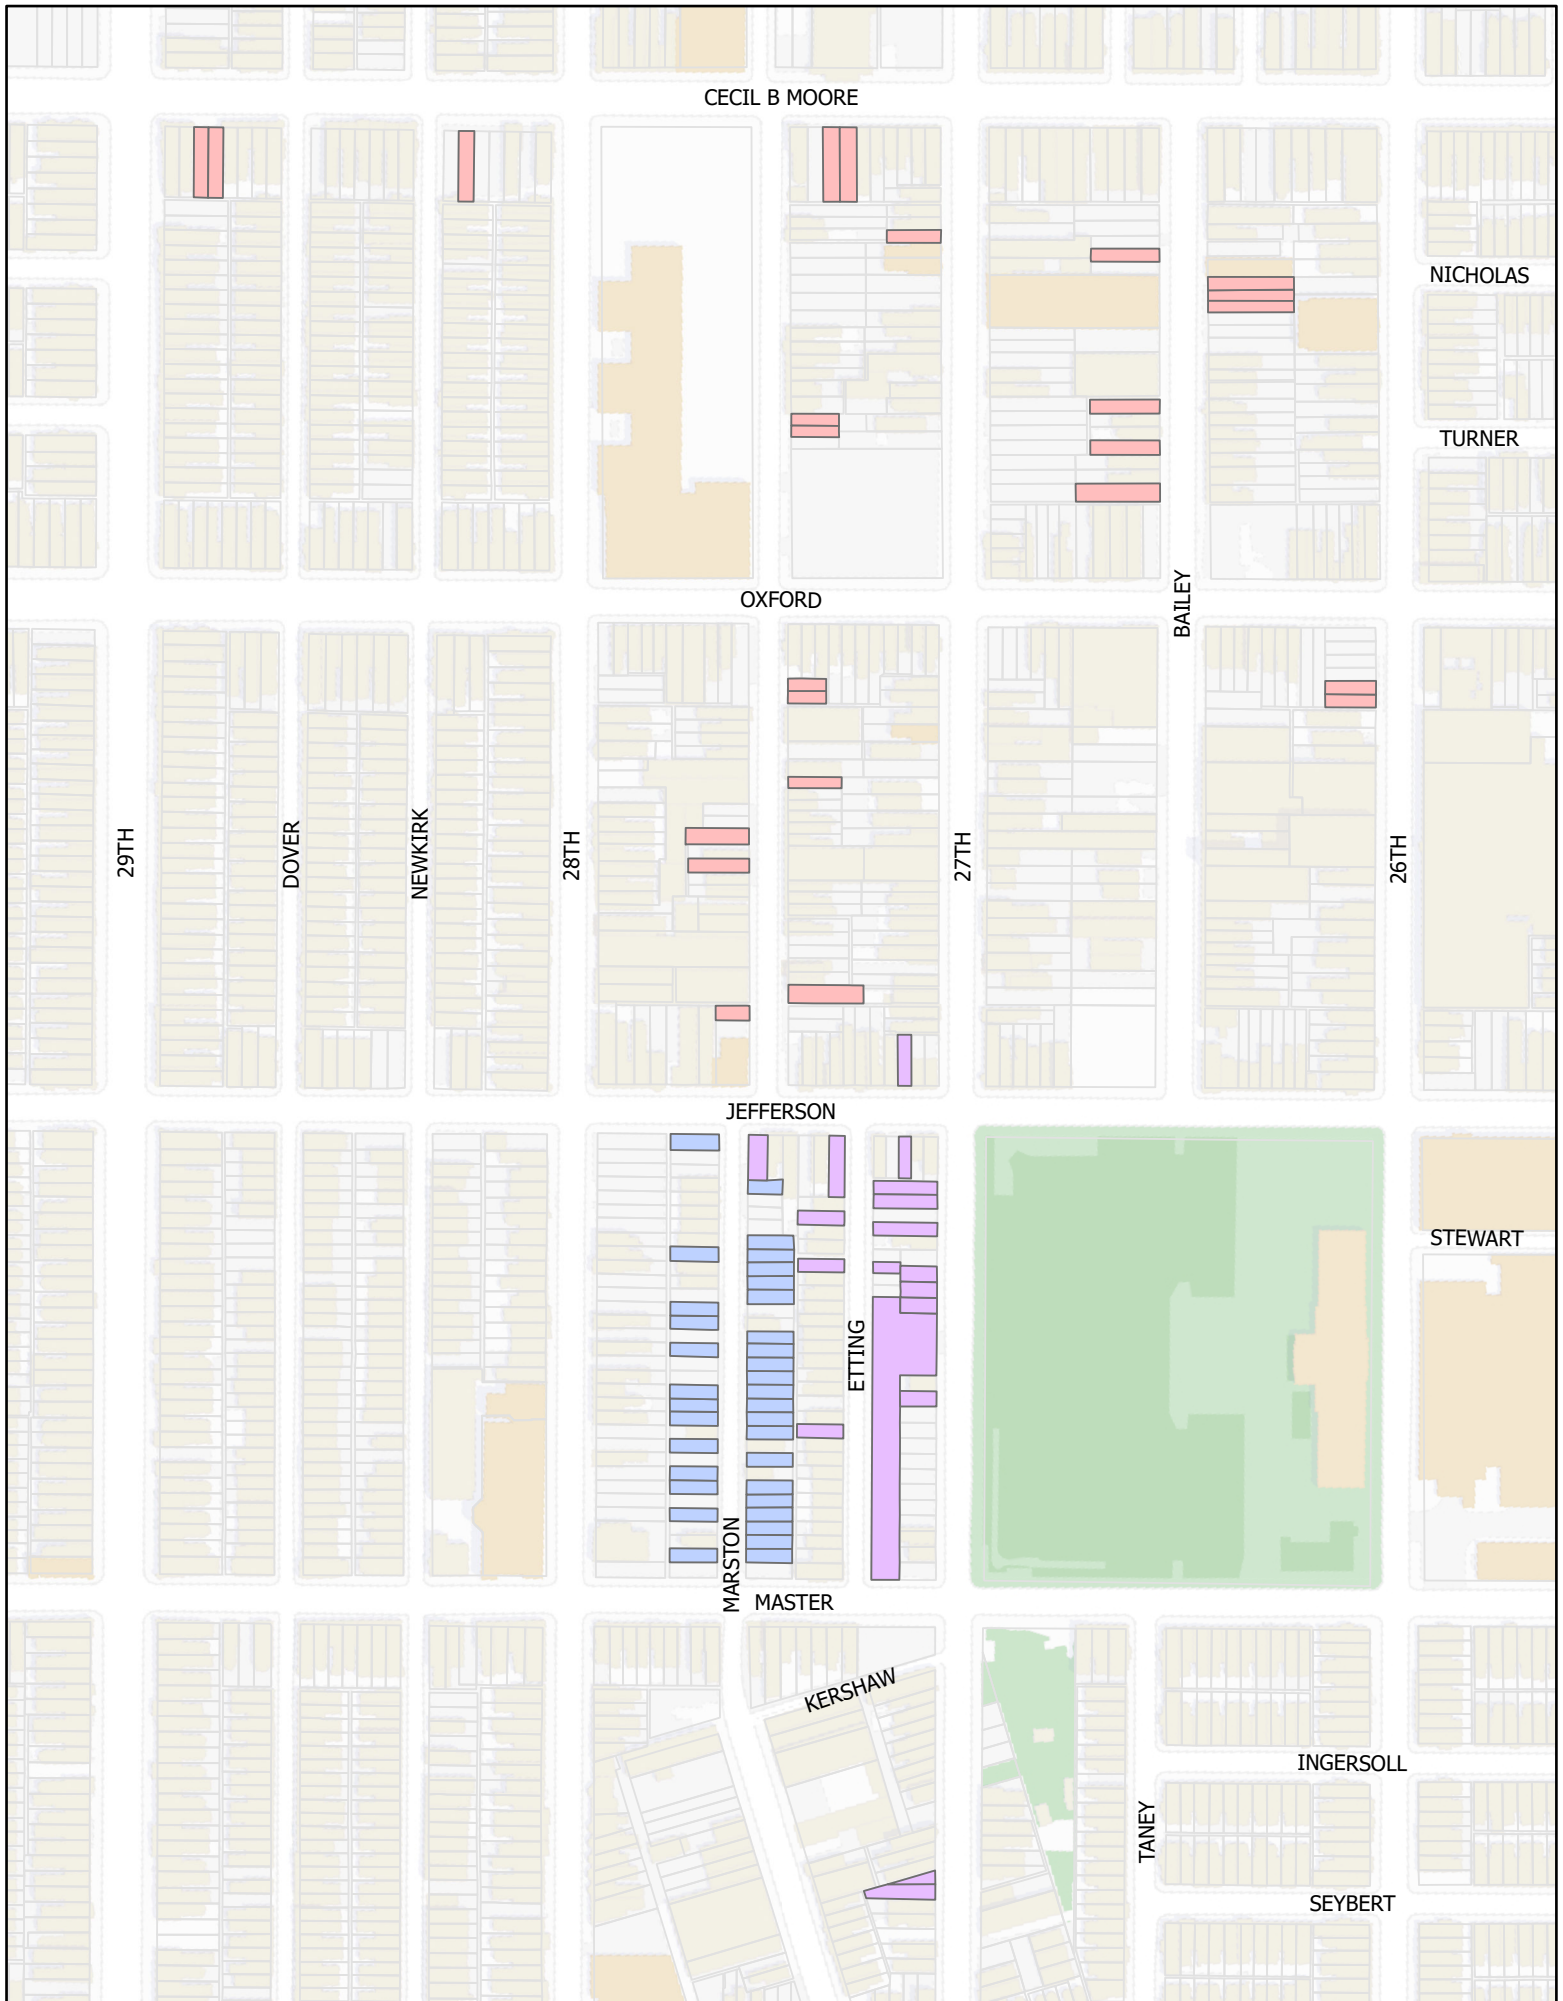 CECIL B MOORE
NICHOLAS
TURNER
OXFORD
BAILEY
29TH
DOVER
NEWKIRK
28TH
27TH
26TH
JEFFERSON
STEWART
ETTING
MARSTON
MASTER
KERSHAW
INGERSOLL
TANEY
SEYBERT